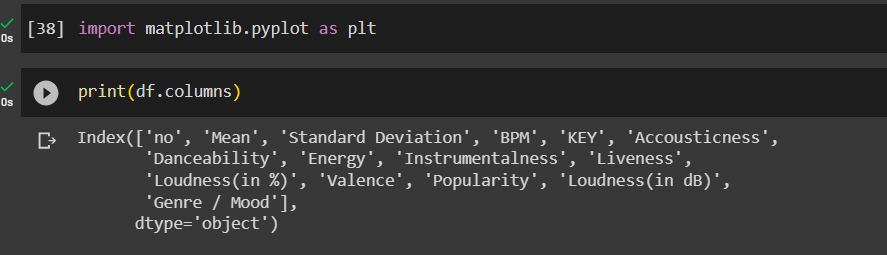 [38] import matplotlib.pyplot as plt
0s
print(df.columns)
0s
Index(['no', 'Mean', 'Standard Deviation', 'BPM', 'KEY', 'Accousticness',
'Danceability', 'Energy', 'Instrumentalness', 'Liveness',
'Loudness(in %)', 'Valence', 'Popularity', 'Loudness(in dB)',
'Genre / Mood'],
dtype='object')